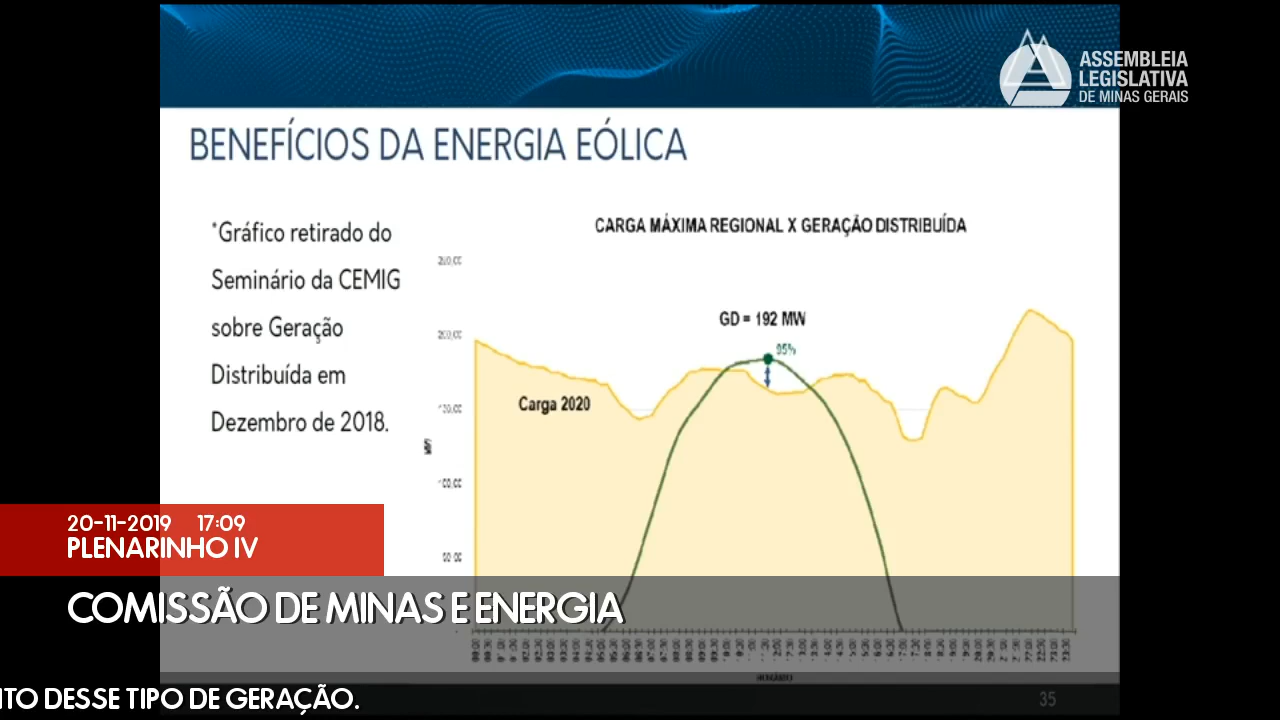 ASSEMBLEIA
LEGISLATIVA
DE MINAS GERAIS
BENEFÍCIOS DA ENERGIA EÓLICA
*Gráfico retirado do
Seminário da CEMIG
sobre Geração
Distribuída em
Dezembro de 2018.
CARGA MÁXIMA REGIONAL X GERAÇÃO DISTRIBUÍDA
GD = 192 MW
95%
Carga 2020
HORÁRIO
20-11-2019 17:09
PLENARINHO IV
COMISSÃO DE MINAS E ENERGIA
NTO DESSE TIPO DE GERAÇÃO.
35